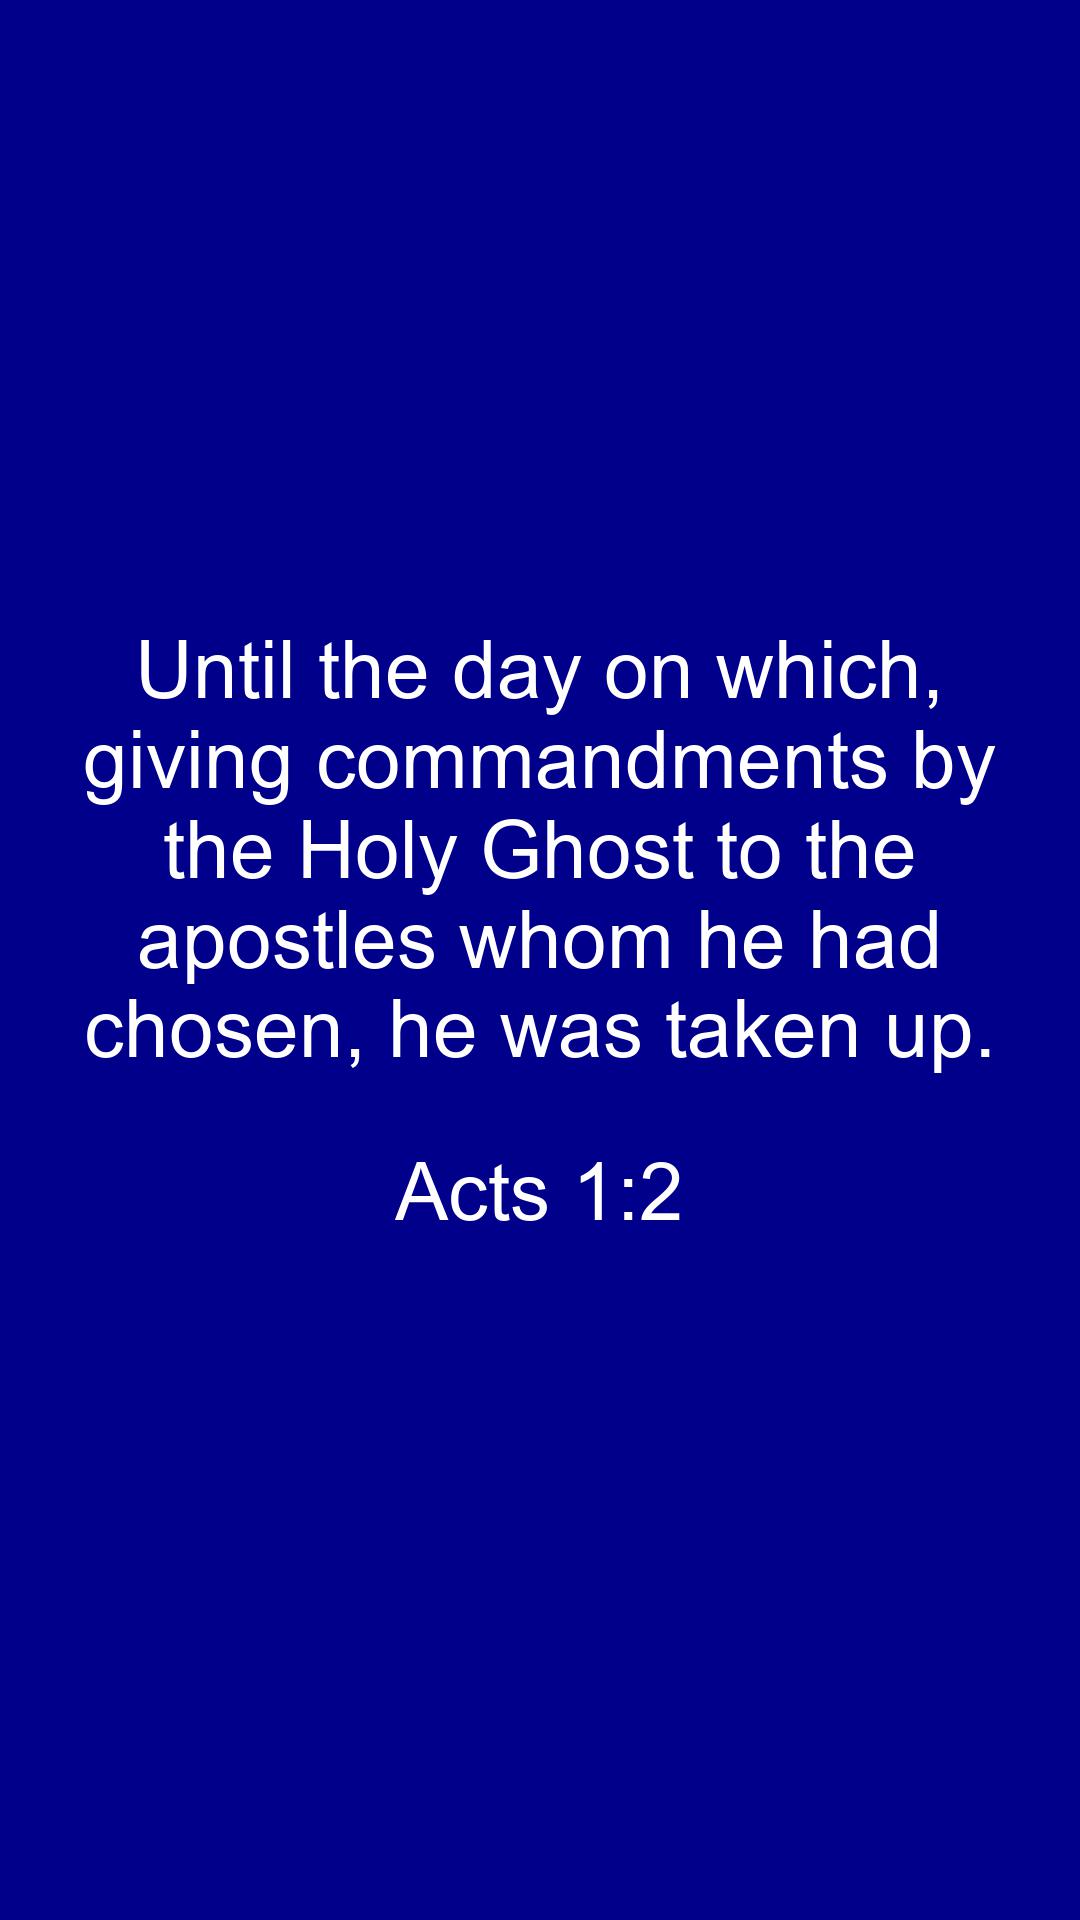 Until the day on which,
giving commandments by
the Holy Ghost to the
apostles whom he had
chosen, he was taken up.
Acts 1:2